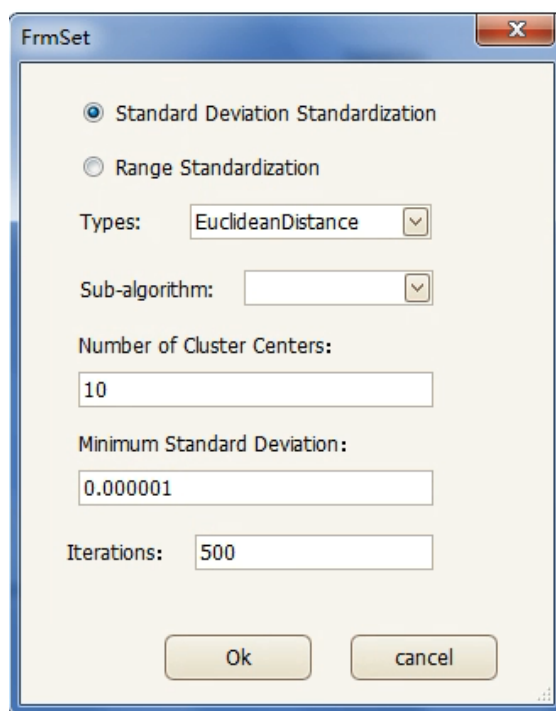 FrmSet
Standard Deviation Standardization
Range Standardization
Types: EuclideanDistance
Sub-algorithm:
Number of Cluster Centers:
10
Minimum Standard Deviation:
0.000001
Iterations: 500
Ok cancel